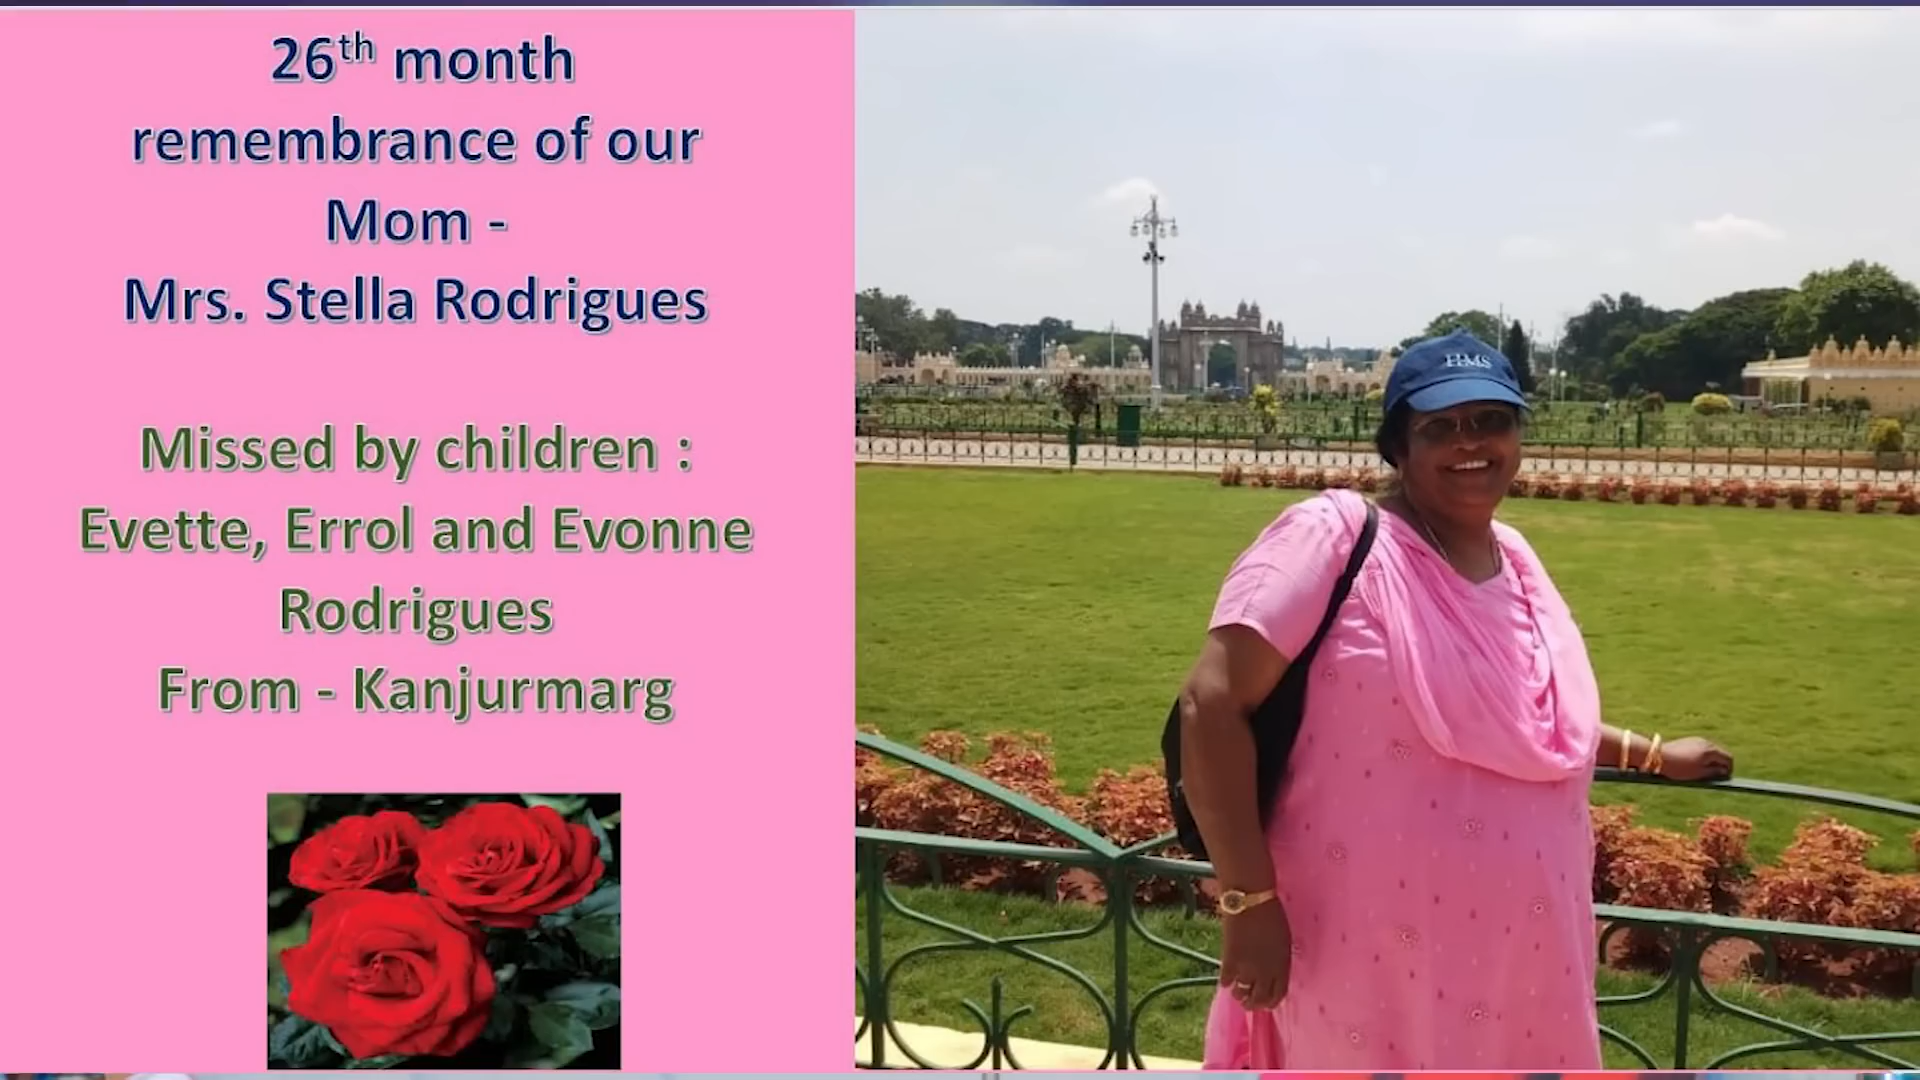 26th month
remembrance of our
Mom -
Mrs. Stella Rodrigues
Missed by children :
Evette, Errol and Evonne
Rodrigues
From - Kanjurmarg
HMS